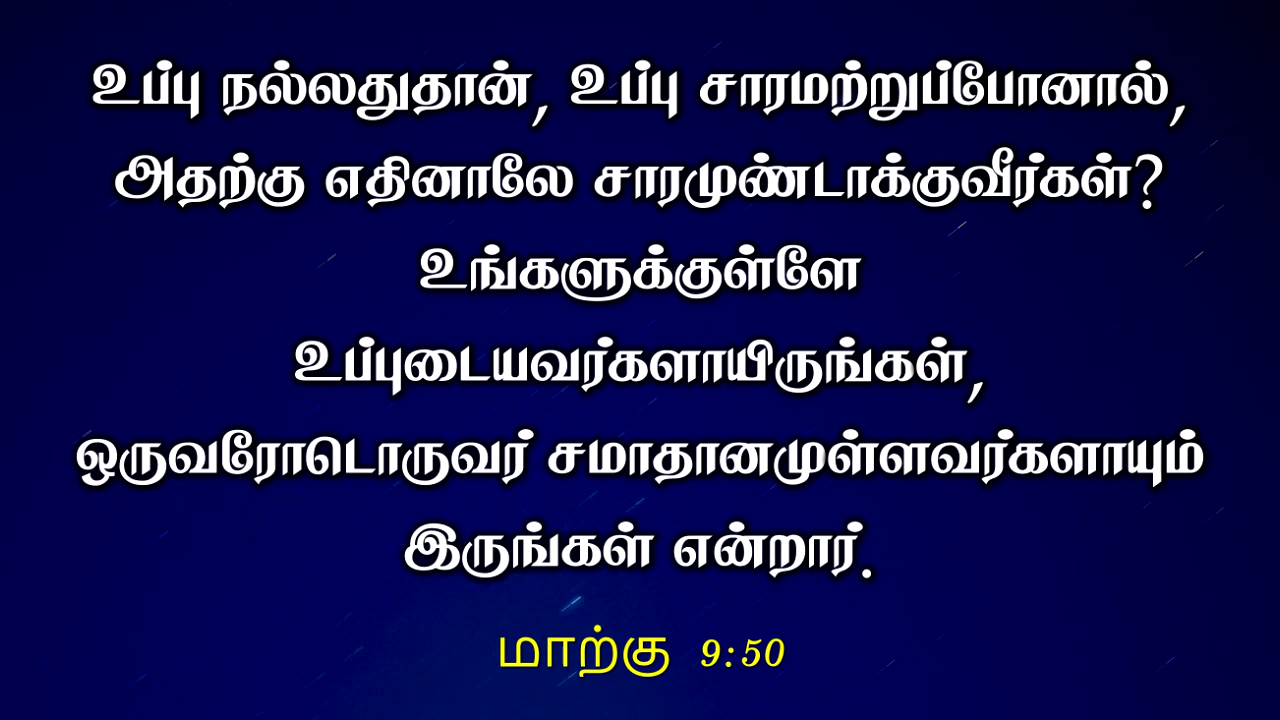 உப்பு நல்லதுதான், உப்பு சாரமற்றுப்போனால்,
அதற்கு எதினாலே சாரமுண்டாக்குவீர்கள்?
உங்களுக்குள்ளே
உப்புடையவர்களாயிருங்கள்,
ஒருவரோடொருவர் சமாதானமுள்ளவர்களாயும்
இருங்கள் என்றார்.
மாற்கு 9:50